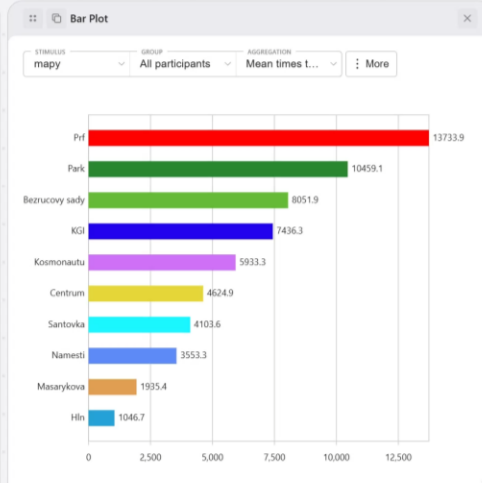 Bar Plot
STIMULUS GROUP AGGREGATION
mapy All participants Mean times t... More
Prf 13733.9
Park 10459.1
Bezrucovy sady 8051.9
KGI 7436.3
Kosmonautu 5933.3
Centrum 4624.9
Santovka 4103.6
Namesti 3553.3
Masarykova 1935.4
Hln 1046.7
0 2,500 5,000 7,500 10,000 12,500